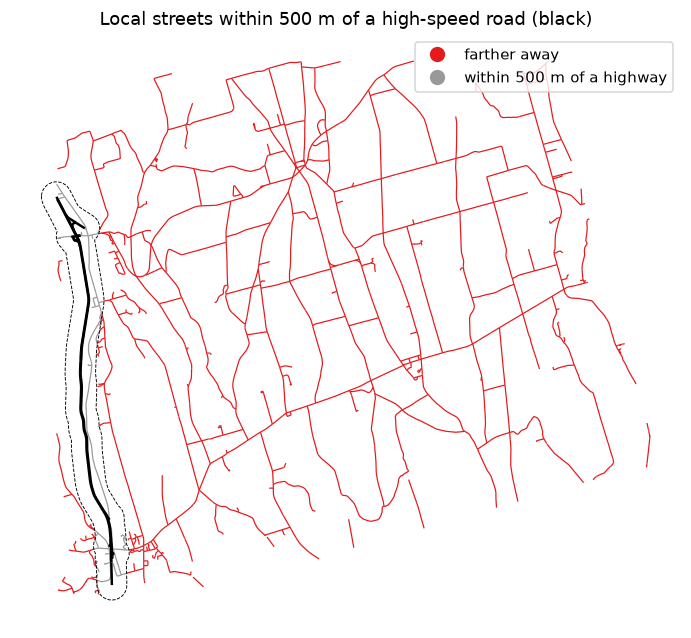 Local streets within 500 m of a high-speed road (black)
farther away
within 500 m of a highway